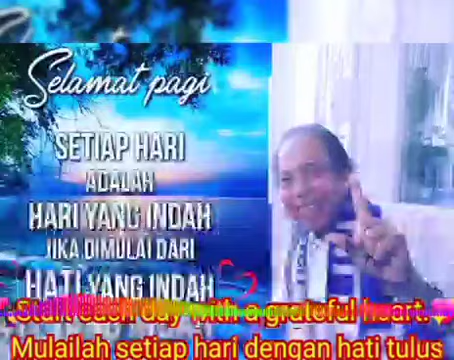 Selamat pagi
SETIAP HARI
ADALAH
HARI YANG INDAH
JIKA DIMULAI DARI
HATI YANG INDAH
Start each day with a grateful heart.
Mulailah setiap hari dengan hati tulus